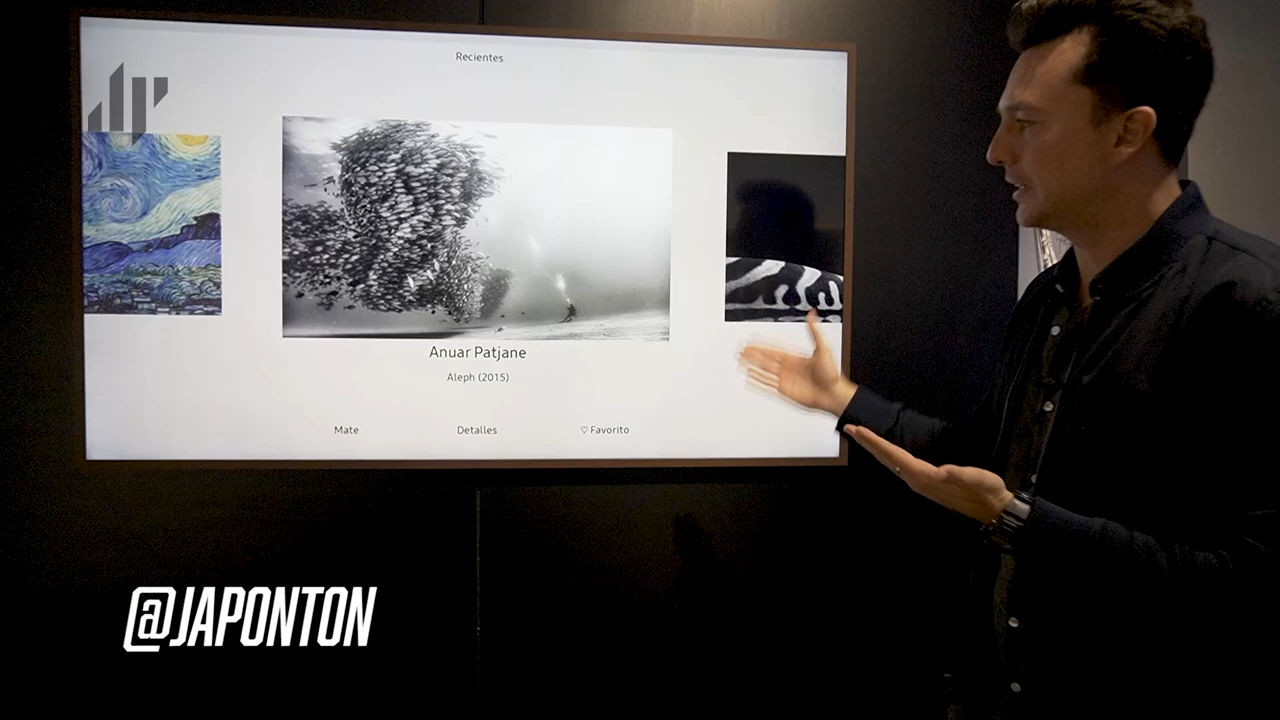 Recientes
Anuar Patjane
Aleph (2015)
Mate
Detalles
♡ Favorito
@JAPONTON